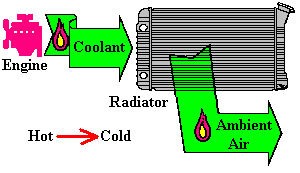 Coolant
Engine
Radiator
Ambient
Air
Hot Cold